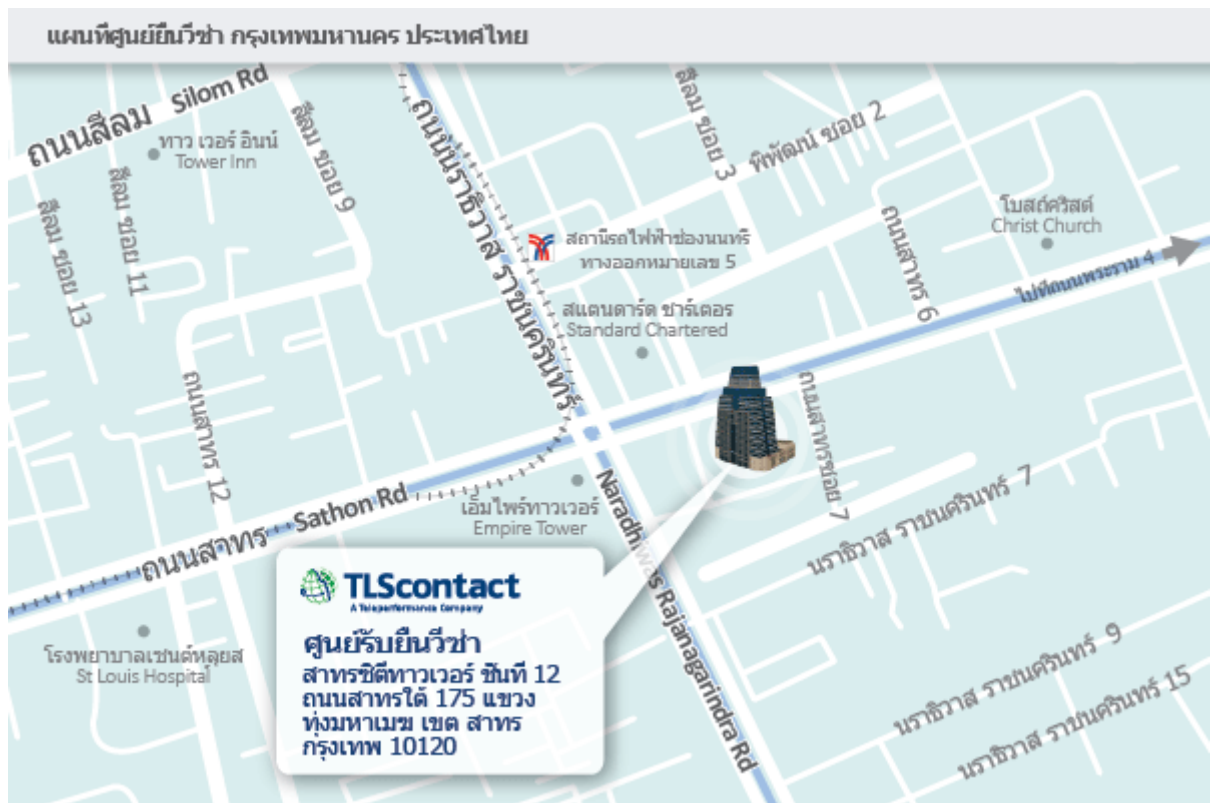 แผนที่ศูนย์ยื่นวีซ่า กรุงเทพมหานคร ประเทศไทย
ถนนสีลม Silom Rd
ทาว เวอร์ อินน์
Tower Inn
สีลม ซอย 9
สีลม ซอย 11
สีลม ซอย 13
ถนนนราธิวาส ราชนครินทร์
สีลม ซอย 3
พิพัฒน์ ซอย 2
สถานีรถไฟฟ้าช่องนนทรี
ทางออกหมายเลข 5
โบสถ์คริสต์
Christ Church
ถนนสาทร 6
ไปที่ถนนพระราม 4
สแตนดาร์ด ชาร์เตอร
Standard Chartered
ถนนสาทร 12
ถนนสาทรซอย 7
ถนนสาทร Sathon Rd
เอ็มไพร์ทาวเวอร์
Empire Tower
Naradhiwas Rajanagarindra Rd
นราธิวาส ราชนครินทร์ 7
นราธิวาส ราชนครินทร์ 9
นราธิวาส ราชนครินทร์ 15
โรงพยาบาลเซนต์หลุยส
St Louis Hospital
TLScontact
A Teleperformance Company
ศูนย์รับยื่นวีซ่า
สาทรซิตีทาวเวอร์ ชั้นที่ 12
ถนนสาทรใต้ 175 แขวง
ทุ่งมหาเมฆ เขต สาทร
กรุงเทพ 10120